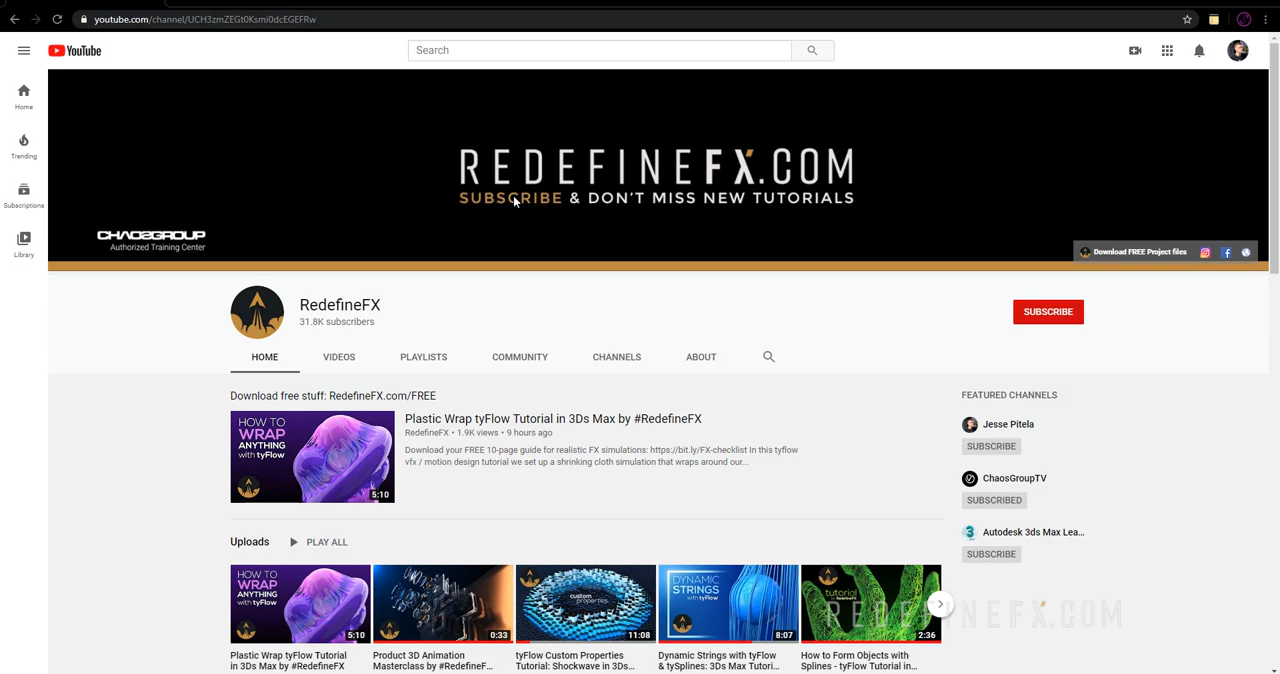 youtube.com/channel/UCH3zmZEGt0Ksmi0dcEGEFRw
YouTube
Search
Home
Trending
Subscriptions
Library
REDEFINEFX.COM
SUBSCRIBE & DON'T MISS NEW TUTORIALS
CHAOSGROUP
Authorized Training Center
Download FREE Project files
RedefineFX
31.8K subscribers
SUBSCRIBE
HOME VIDEOS PLAYLISTS COMMUNITY CHANNELS ABOUT
Download free stuff: RedefineFX.com/FREE
HOW TO
WRAP
ANYTHING
with tyFlow
5:10
Plastic Wrap tyFlow Tutorial in 3Ds Max by #RedefineFX
RedefineFX • 1.9K views • 9 hours ago
Download your FREE 10-page guide for realistic FX simulations: https://bit.ly/FX-checklist In this tyflow
vfx / motion design tutorial we set up a shrinking cloth simulation that wraps around our...
FEATURED CHANNELS
Jesse Pitela
SUBSCRIBE
ChaosGroupTV
SUBSCRIBED
Autodesk 3ds Max Lea...
SUBSCRIBE
Uploads PLAY ALL
HOW TO
WRAP
ANYTHING
with tyFlow
5:10
Plastic Wrap tyFlow Tutorial
in 3Ds Max by #RedefineFX
0:33
Product 3D Animation
Masterclass by #RedefineF...
custom
properties
11:08
tyFlow Custom Properties
Tutorial: Shockwave in 3Ds...
DYNAMIC
STRINGS
with tyFlow
8:07
Dynamic Strings with tyFlow
& tySplines: 3Ds Max Tutori...
tutorial
by RedefineFX
2:36
How to Form Objects with
Splines - tyFlow Tutorial in...
REDEFINEFX.COM